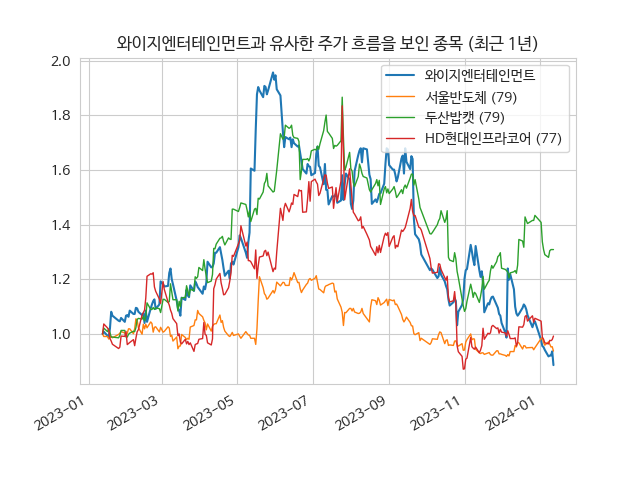 와이지엔터테인먼트과 유사한 주가 흐름을 보인 종목 (최근 1년)
와이지엔터테인먼트
서울반도체 (79)
두산밥캣 (79)
HD현대인프라코어 (77)
2.0
1.8
1.6
1.4
1.2
1.0
2023-01
2023-03
2023-05
2023-07
2023-09
2023-11
2024-01